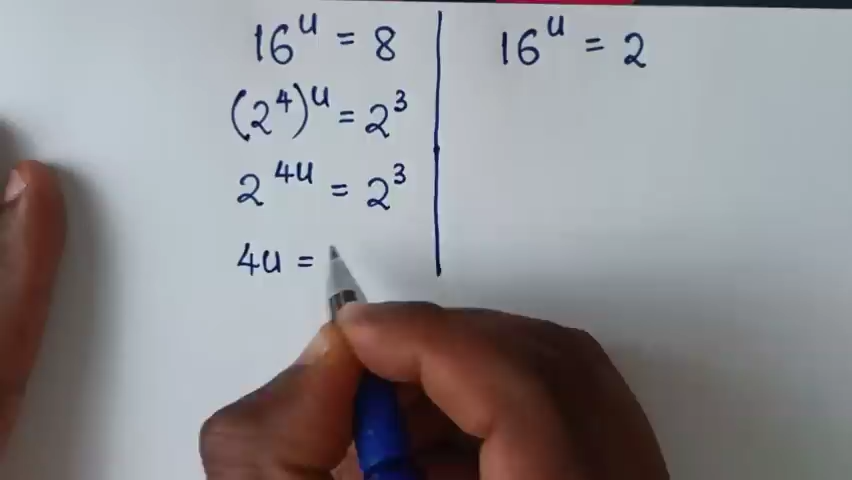 16^u = 8
(2^4)^u = 2^3
2^{4u} = 2^3
4u =
16^u = 2